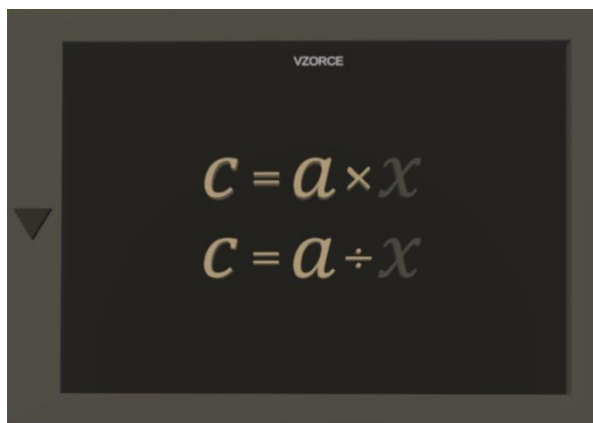 VZORCE
c = a × x
c = a ÷ x